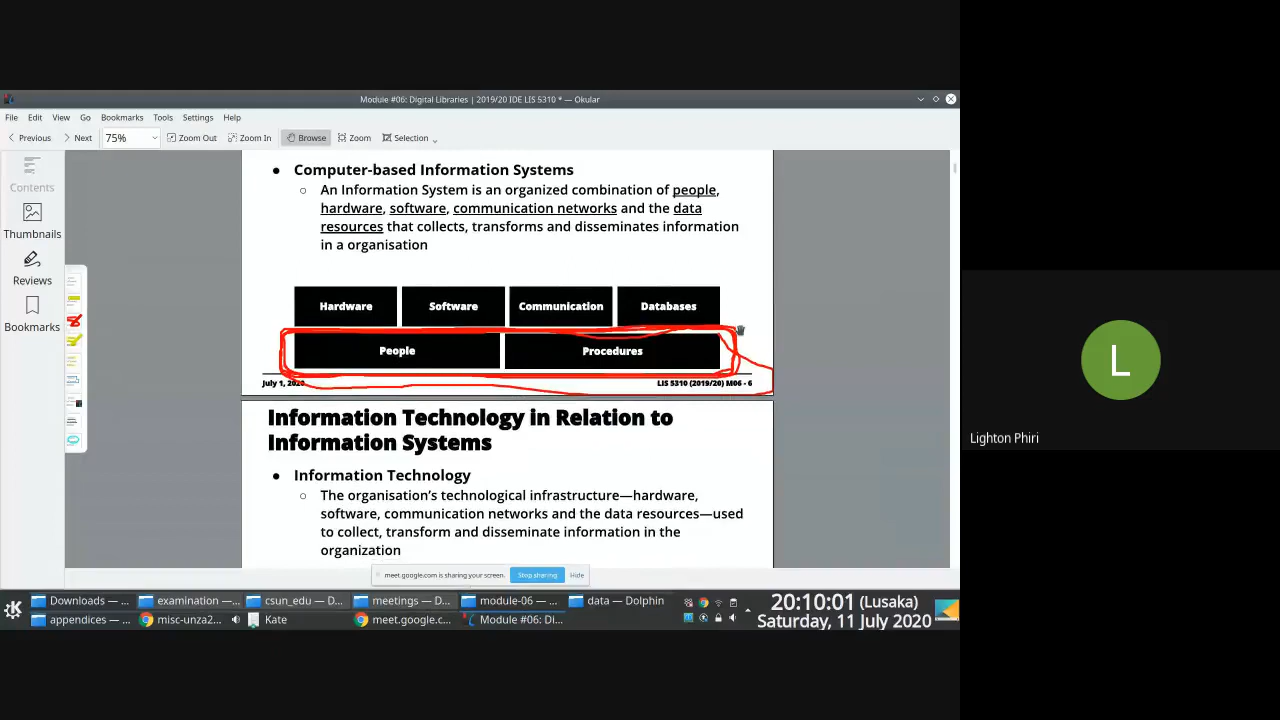 Module #06: Digital Libraries | 2019/20 IDE LIS 5310 * — Okular
File Edit View Go Bookmarks Tools Settings Help
Previous Next 75% Zoom Out Zoom In Browse Zoom Selection
Contents
Thumbnails
Reviews
Bookmarks
● Computer-based Information Systems
○ An Information System is an organized combination of people,
hardware, software, communication networks and the data
resources that collects, transforms and disseminates information
in a organisation
Hardware Software Communication Databases
People Procedures
July 1, 2020 LIS 5310 (2019/20) M06 - 6
Information Technology in Relation to
Information Systems
● Information Technology
○ The organisation’s technological infrastructure—hardware,
software, communication networks and the data resources—used
to collect, transform and disseminate information in the
organization
meet.google.com is sharing your screen. Stop sharing Hide
Downloads — ... examination —... csun_edu — D... meetings — D... module-06 — ... data — Dolphin
appendices — ... misc-unza2... Kate meet.google.c... Module #06: Di...
20:10:01 (Lusaka)
Saturday, 11 July 2020
L
Lighton Phiri